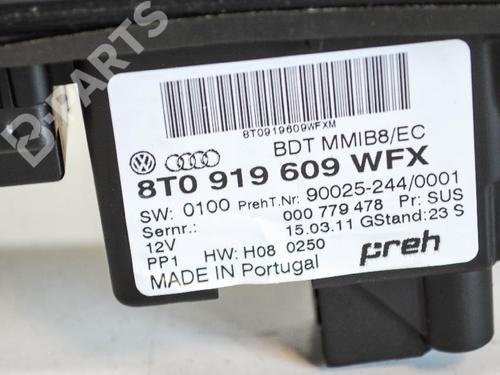 B-PARTS
8T0919609WFXM
BDT MMIB8/EC
8T0 919 609 WFX
SW: 0100 PrehT.Nr: 90025-244/0001
Sernr.: 000 779 478 Pr: SUS
12V 15.03.11 GStand: 23 S
PP1 HW: H08 0250
MADE IN Portugal
preh